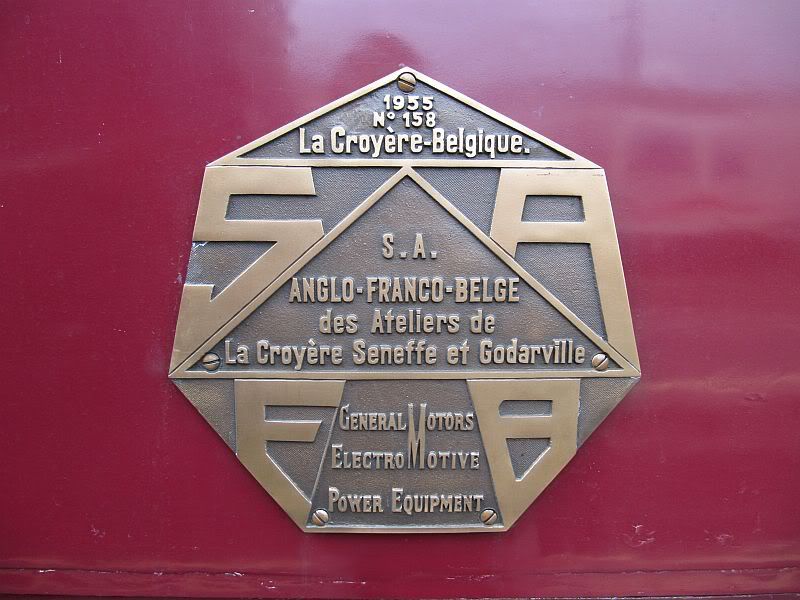 1955
N° 158
La Croyère-Belgique.
S A
S.A.
ANGLO-FRANCO-BELGE
des Ateliers de
La Croyère Seneffe et Godarville
F B
GENERAL MOTORS
ELECTRO MOTIVE
POWER EQUIPMENT